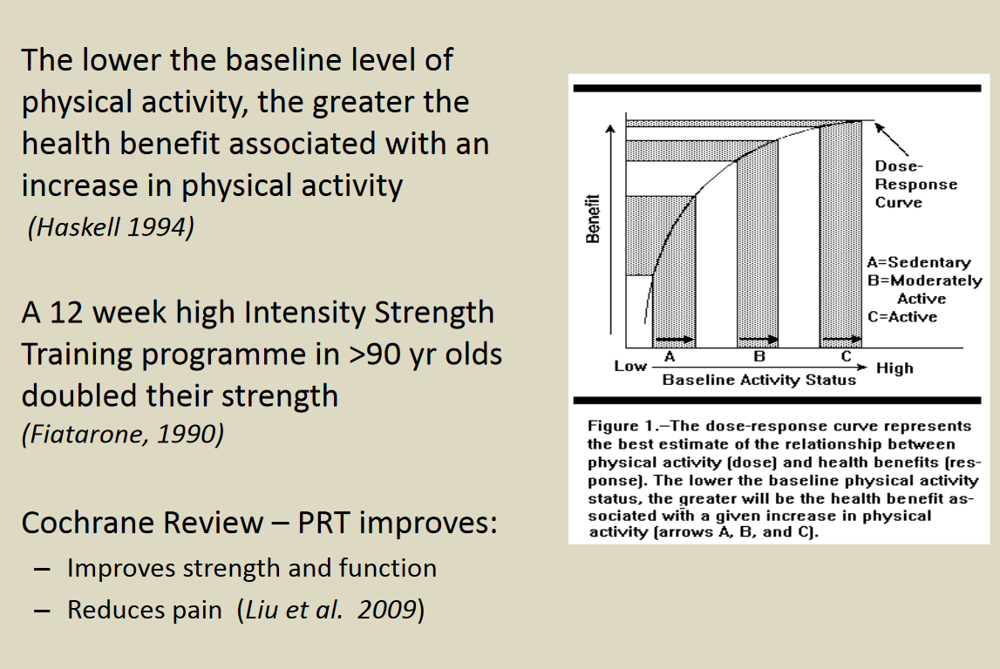 The lower the baseline level of
physical activity, the greater the
health benefit associated with an
increase in physical activity
(Haskell 1994)
A 12 week high Intensity Strength
Training programme in >90 yr olds
doubled their strength
(Fiatarone, 1990)
Cochrane Review – PRT improves:
– Improves strength and function
– Reduces pain (Liu et al. 2009)
Benefit
Dose-
Response
Curve
A=Sedentary
B=Moderately
Active
C=Active
A B C
Low High
Baseline Activity Status
Figure 1.—The dose-response curve represents
the best estimate of the relationship between
physical activity (dose) and health benefits (res-
ponse). The lower the baseline physical activity
status, the greater will be the health benefit as-
sociated with a given increase in physical
activity (arrows A, B, and C).